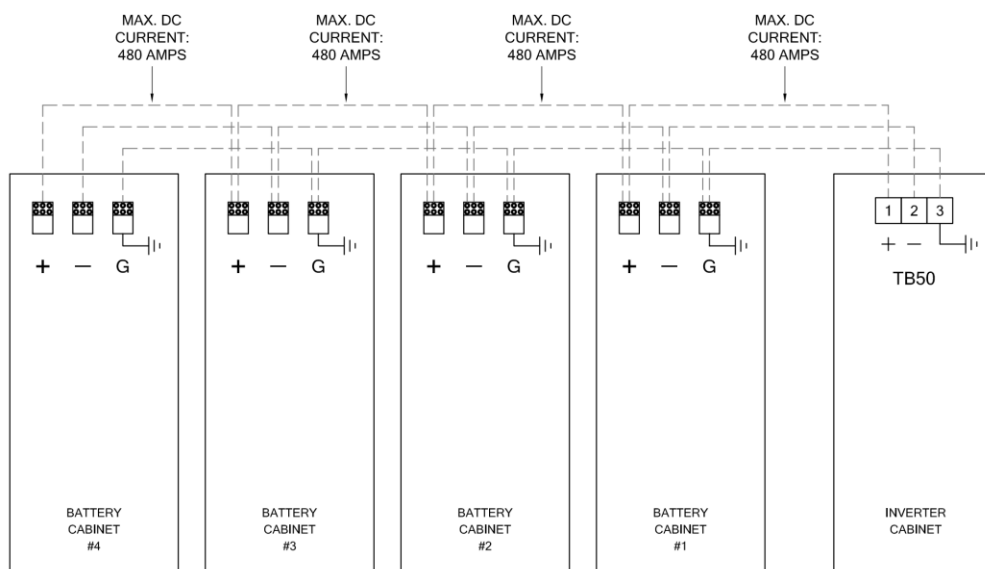 MAX. DC
CURRENT:
480 AMPS
MAX. DC
CURRENT:
480 AMPS
MAX. DC
CURRENT:
480 AMPS
MAX. DC
CURRENT:
480 AMPS
+ — G
+ — G
+ — G
+ — G
1 2 3
+ —
TB50
BATTERY
CABINET
#4
BATTERY
CABINET
#3
BATTERY
CABINET
#2
BATTERY
CABINET
#1
INVERTER
CABINET